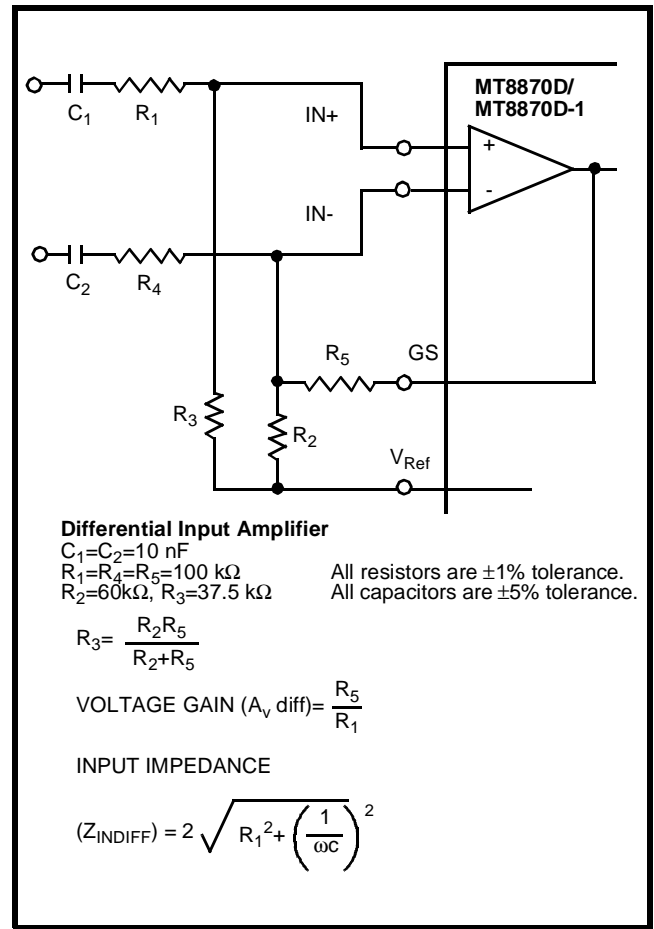 MT8870D/
MT8870D-1
C1 R1 IN+
+
-
IN-
C2 R4
R5 GS
R3
R2
VRef
Differential Input Amplifier
C1=C2=10 nF
R1=R4=R5=100 kΩ All resistors are ±1% tolerance.
R2=60kΩ, R3=37.5 kΩ All capacitors are ±5% tolerance.
R3= R2R5
R2+R5
VOLTAGE GAIN (Av diff)= R5
R1
INPUT IMPEDANCE
(ZINDIFF) = 2 √ R1²+ (1/ωc)²